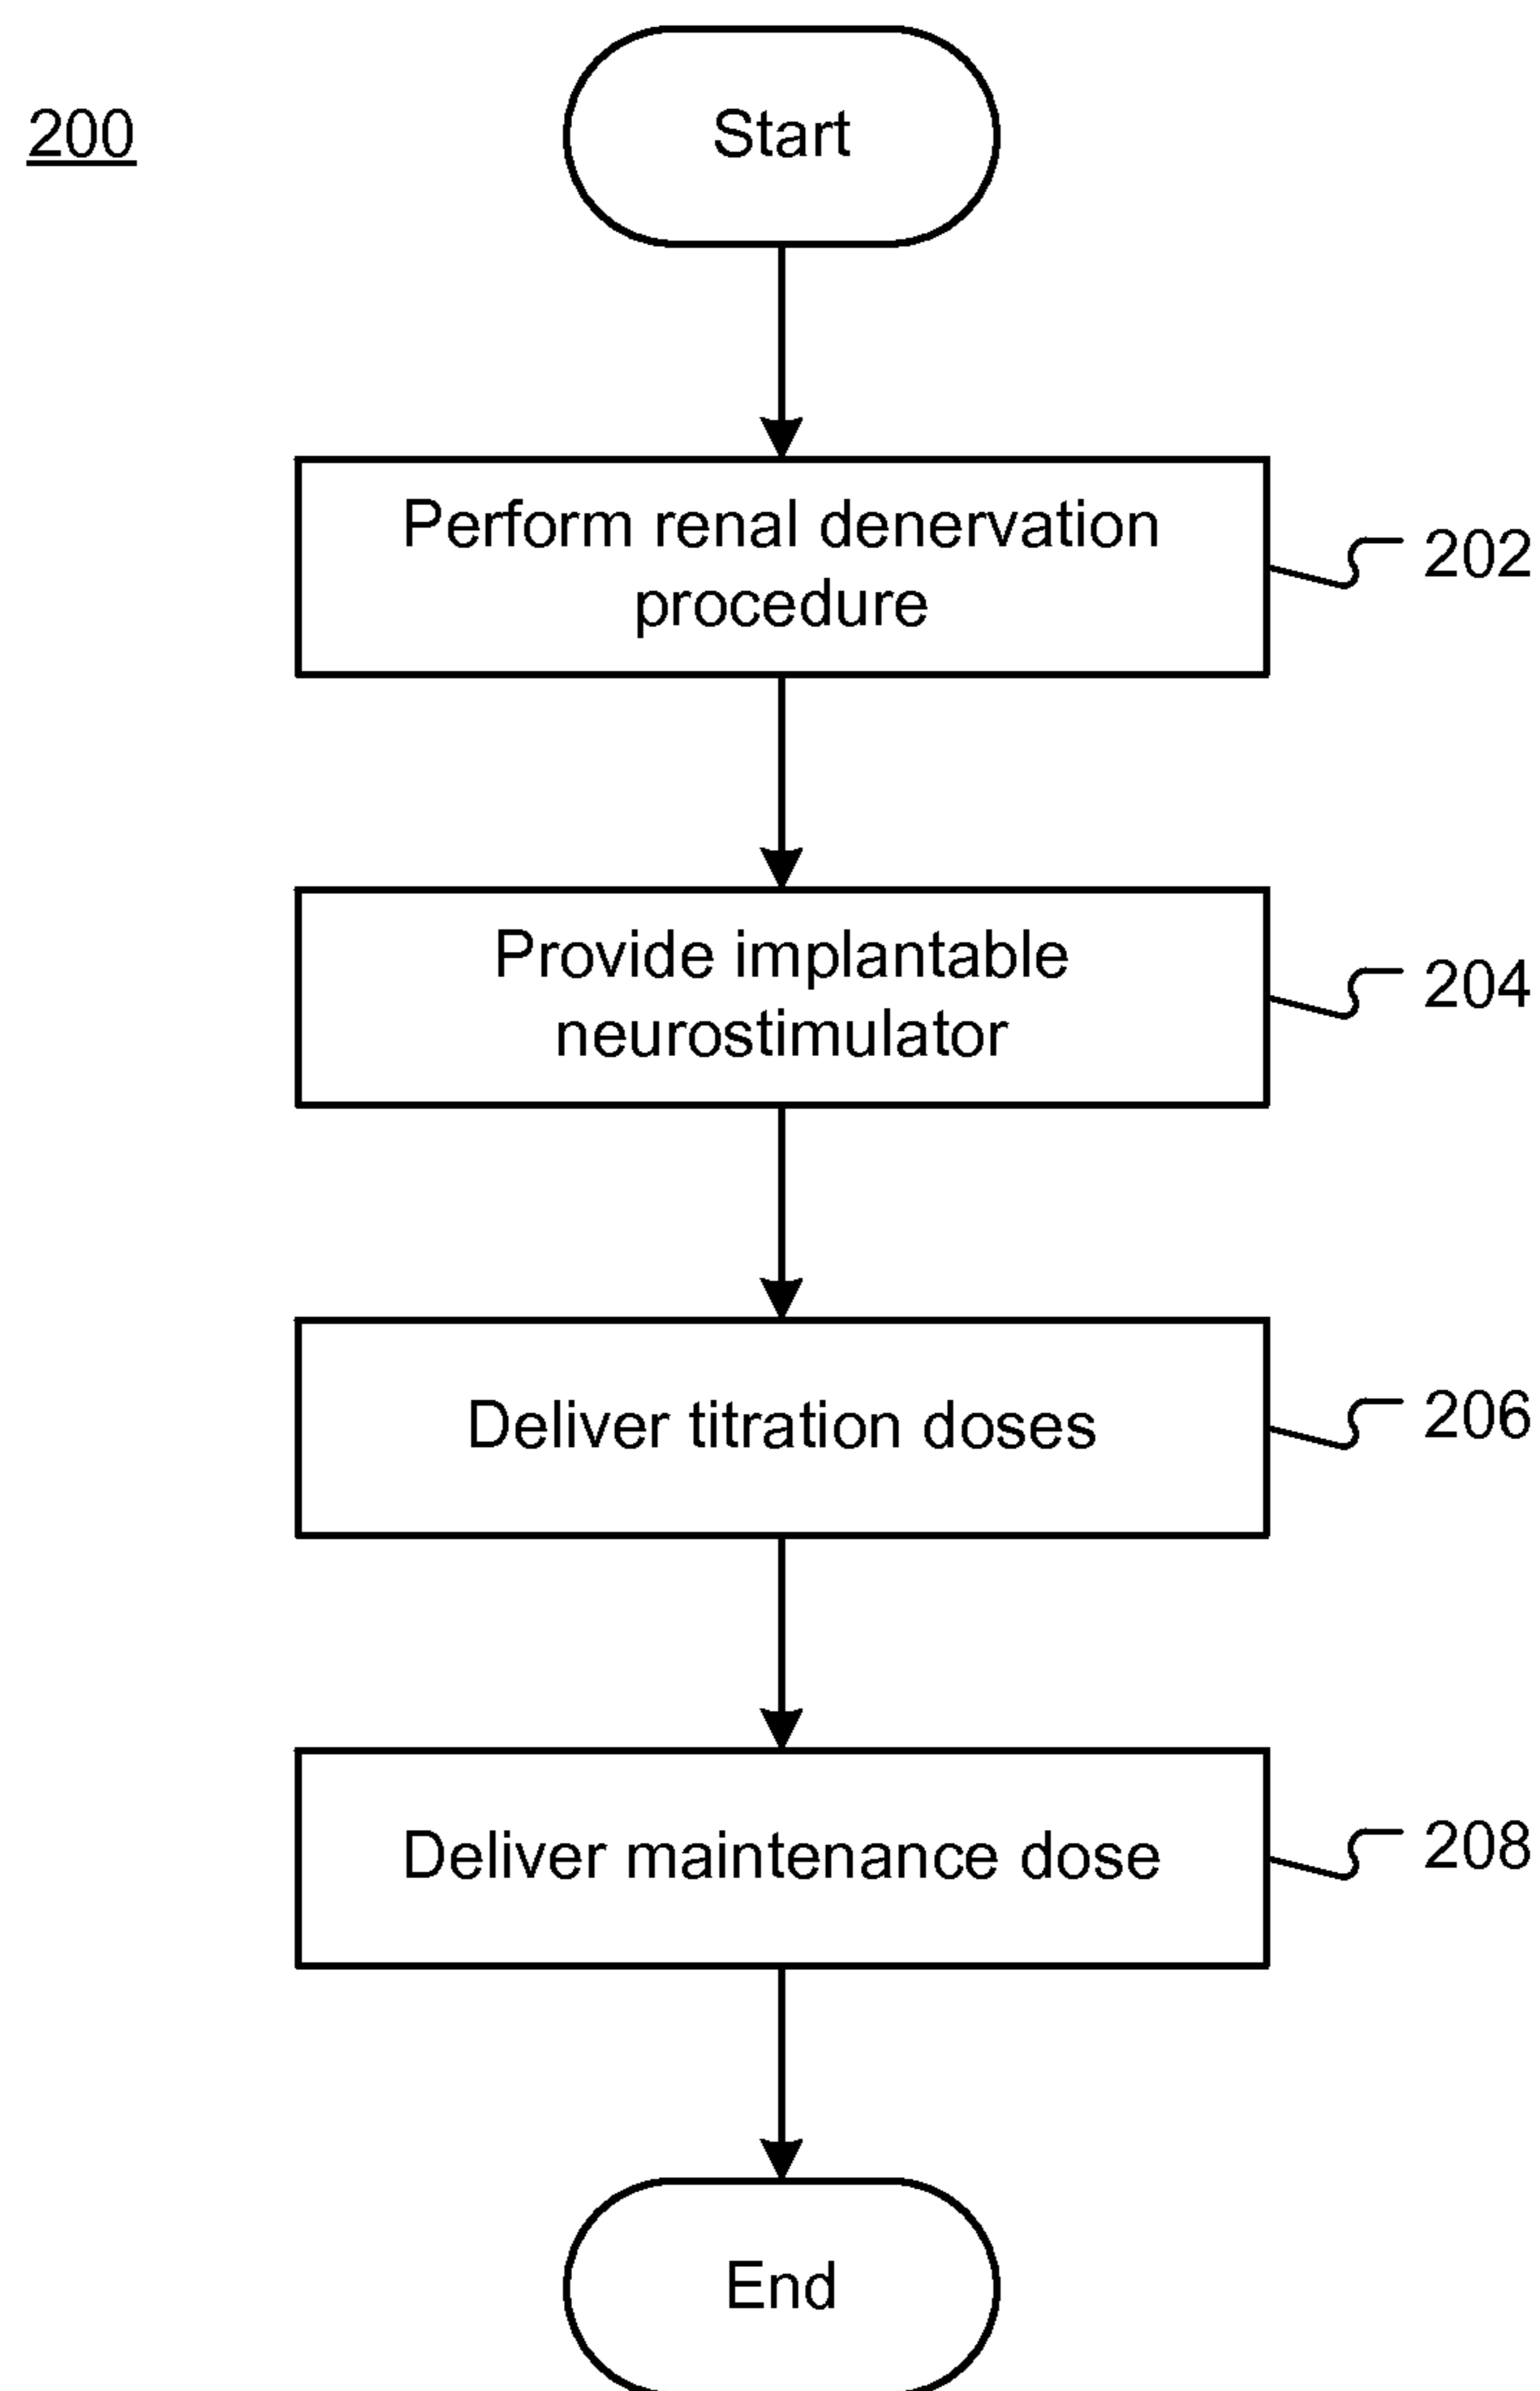 200
Start
Perform renal denervation
procedure
202
Provide implantable
neurostimulator
204
Deliver titration doses
206
Deliver maintenance dose
208
End